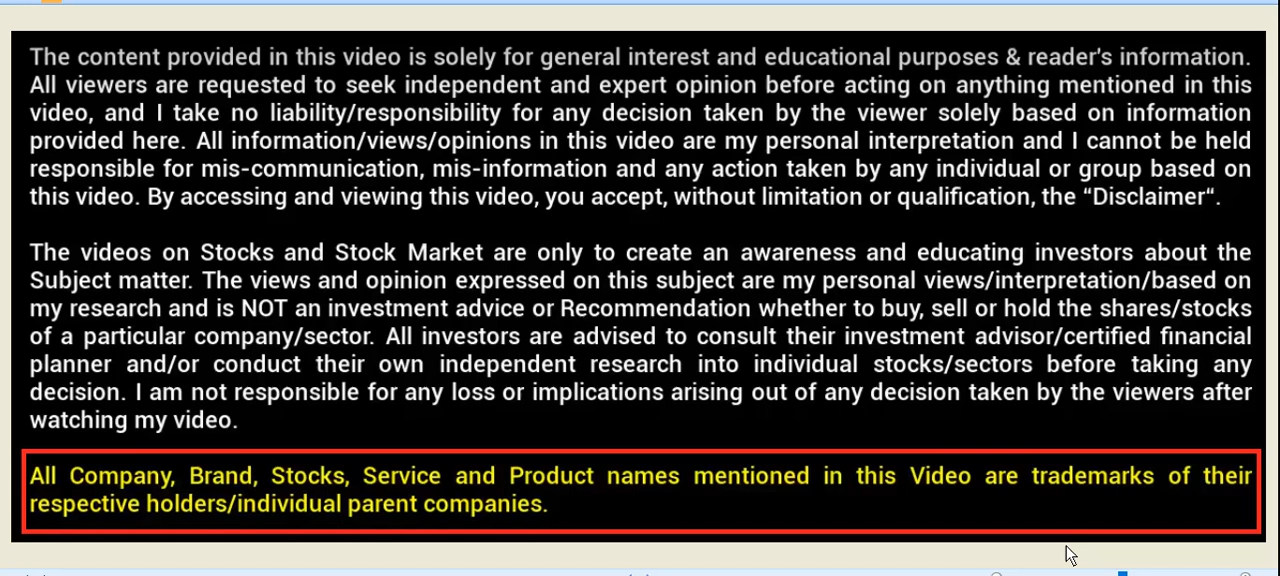 The content provided in this video is solely for general interest and educational purposes & reader's information.
All viewers are requested to seek independent and expert opinion before acting on anything mentioned in this
video, and I take no liability/responsibility for any decision taken by the viewer solely based on information
provided here. All information/views/opinions in this video are my personal interpretation and I cannot be held
responsible for mis-communication, mis-information and any action taken by any individual or group based on
this video. By accessing and viewing this video, you accept, without limitation or qualification, the “Disclaimer“.
The videos on Stocks and Stock Market are only to create an awareness and educating investors about the
Subject matter. The views and opinion expressed on this subject are my personal views/interpretation/based on
my research and is NOT an investment advice or Recommendation whether to buy, sell or hold the shares/stocks
of a particular company/sector. All investors are advised to consult their investment advisor/certified financial
planner and/or conduct their own independent research into individual stocks/sectors before taking any
decision. I am not responsible for any loss or implications arising out of any decision taken by the viewers after
watching my video.
All Company, Brand, Stocks, Service and Product names mentioned in this Video are trademarks of their
respective holders/individual parent companies.